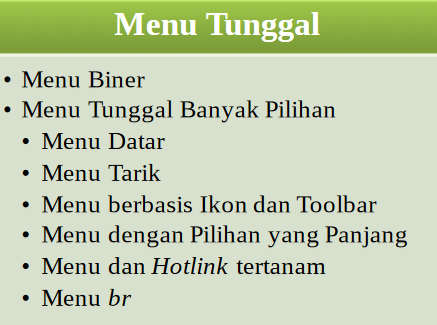 Menu Tunggal
• Menu Biner
• Menu Tunggal Banyak Pilihan
• Menu Datar
• Menu Tarik
• Menu berbasis Ikon dan Toolbar
• Menu dengan Pilihan yang Panjang
• Menu dan Hotlink tertanam
• Menu br